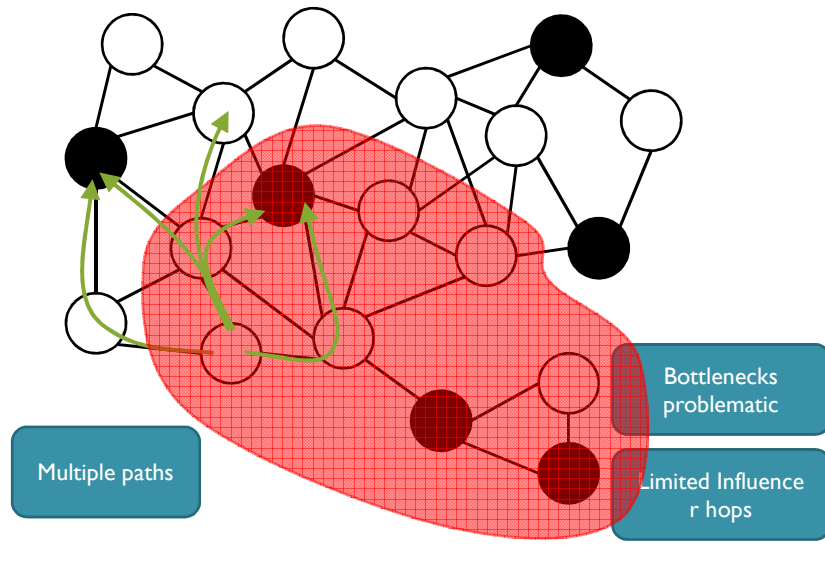 Bottlenecks
problematic
Multiple paths
Limited Influence
r hops